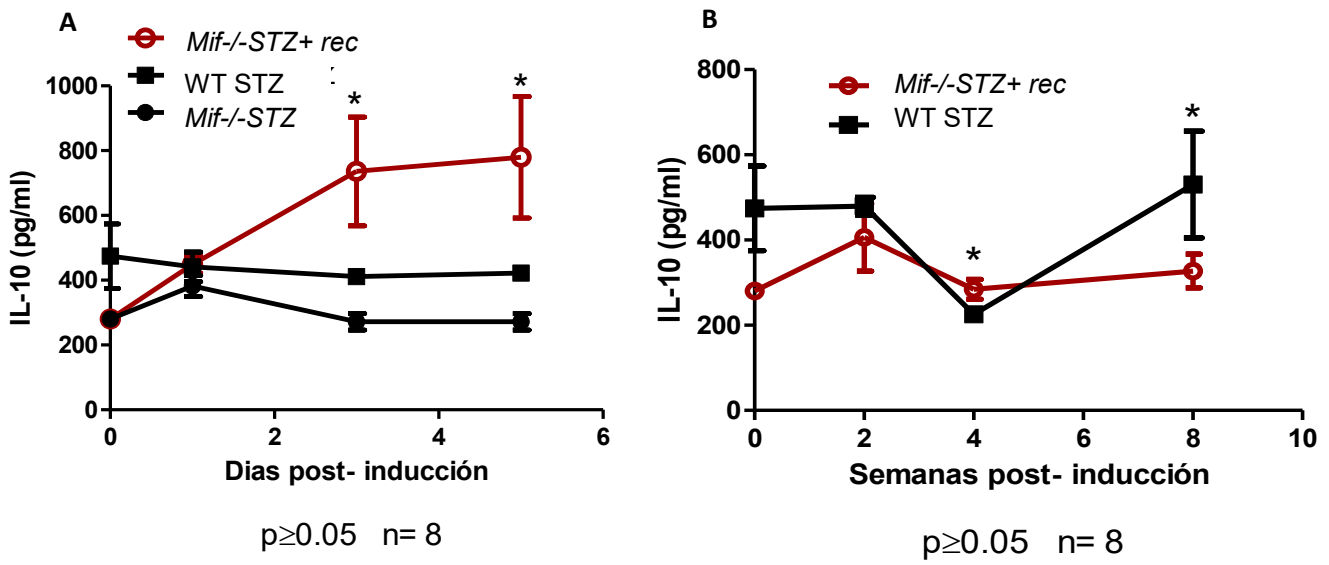 A
Mif-/-STZ+ rec
WT STZ
Mif-/-STZ
1000
800
600
400
200
0
IL-10 (pg/ml)
*
*
0
2
4
6
Dias post- inducción
p≥0.05 n= 8
B
Mif-/-STZ+ rec
WT STZ
800
600
400
200
0
IL-10 (pg/ml)
*
*
0
2
4
6
8
10
Semanas post- inducción
p≥0.05 n= 8